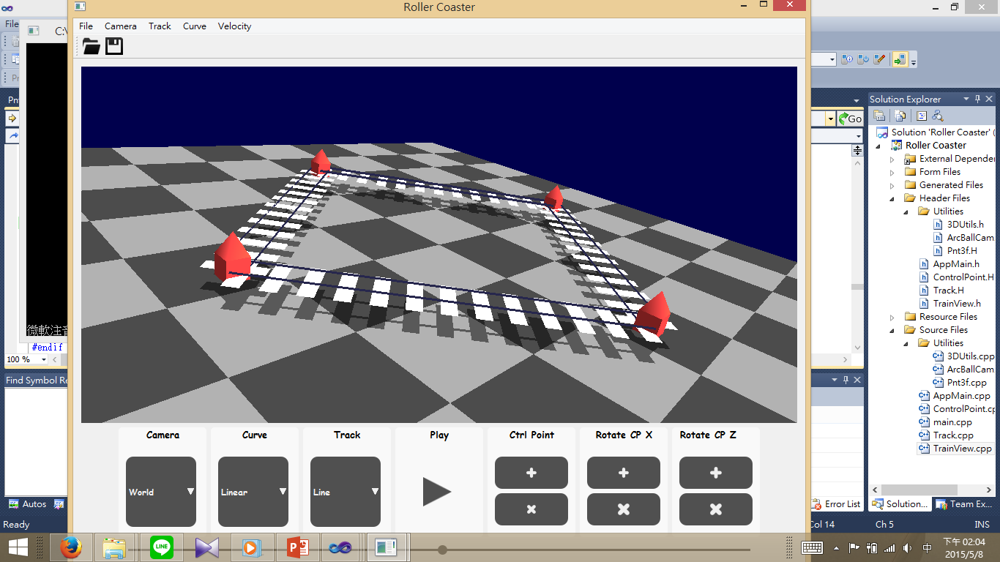 Roller Coaster
File
C:\
File Camera Track Curve Velocity
Go
Solution Explorer
Solution 'Roller Coaster' (
Roller Coaster
External Depende
Form Files
Generated Files
Header Files
Utilities
3DUtils.h
ArcBallCam
Pnt3f.H
AppMain.h
ControlPoint.H
Track.H
TrainView.h
Resource Files
Source Files
Utilities
3DUtils.cpp
ArcBallCam
Pnt3f.cpp
AppMain.cpp
ControlPoint.cp
main.cpp
Track.cpp
TrainView.cpp
微軟注音
#endif
100 %
Find Symbol Re
Camera Curve Track Play Ctrl Point Rotate CP X Rotate CP Z
World Linear Line
Autos
Error List
Solution...
Team Ex...
Ready
Col 14
Ch 5
INS
LINE
中
下午 02:04
2015/5/8